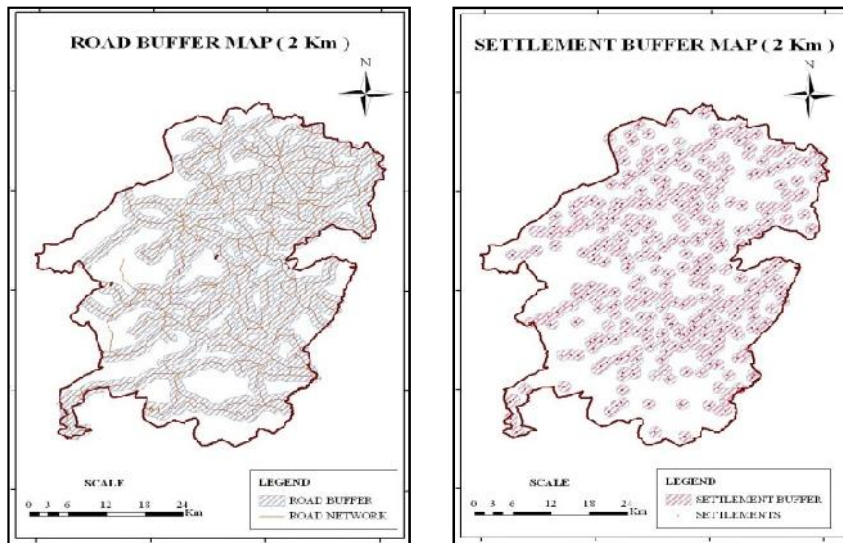 ROAD BUFFER MAP ( 2 Km )
N
SCALE
0 3 6 12 18 24
Km
LEGEND
ROAD BUFFER
ROAD NETWORK
SETTLEMENT BUFFER MAP ( 2 Km )
N
SCALE
0 3 6 12 18 24
Km
LEGEND
SETTLEMENT BUFFER
SETTLEMENTS